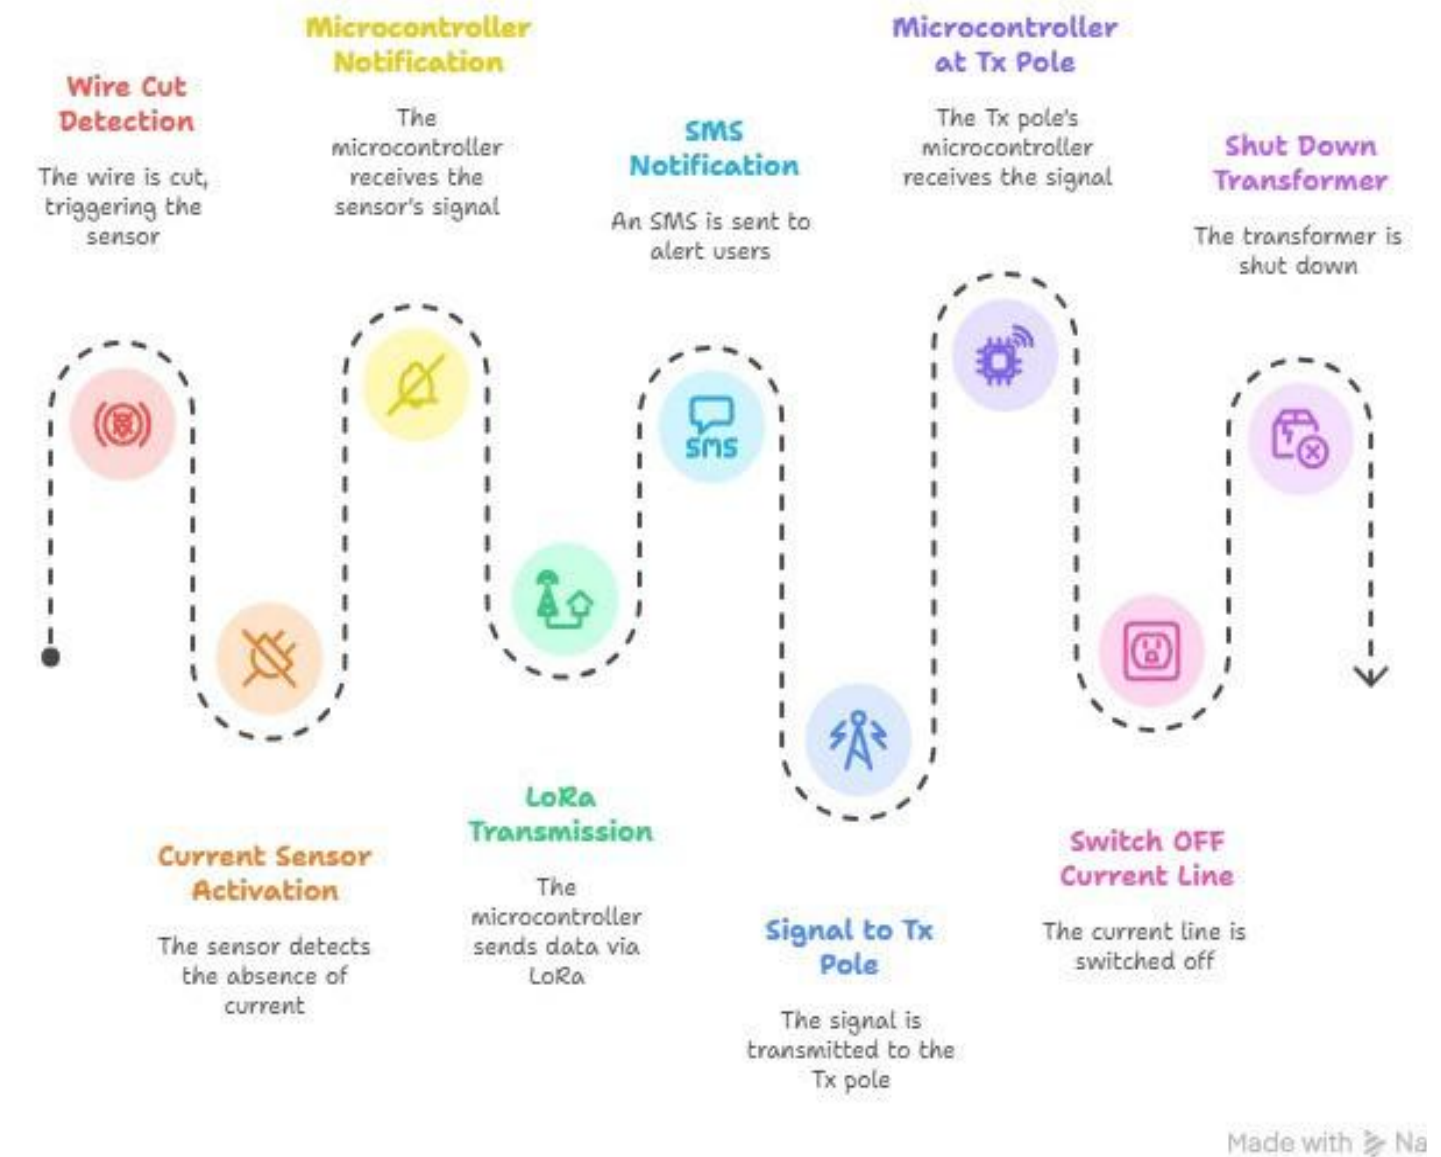 Wire Cut
Detection
The wire is cut,
triggering the
sensor
Current Sensor
Activation
The sensor detects
the absence of
current
Microcontroller
Notification
The
microcontroller
receives the
sensor's signal
LoRa
Transmission
The
microcontroller
sends data via
LoRa
SMS
Notification
An SMS is sent to
alert users
SMS
Signal to Tx
Pole
The signal is
transmitted to the
Tx pole
Microcontroller
at Tx Pole
The Tx pole's
microcontroller
receives the signal
Switch OFF
Current Line
The current line is
switched off
Shut Down
Transformer
The transformer is
shut down
Made with Na